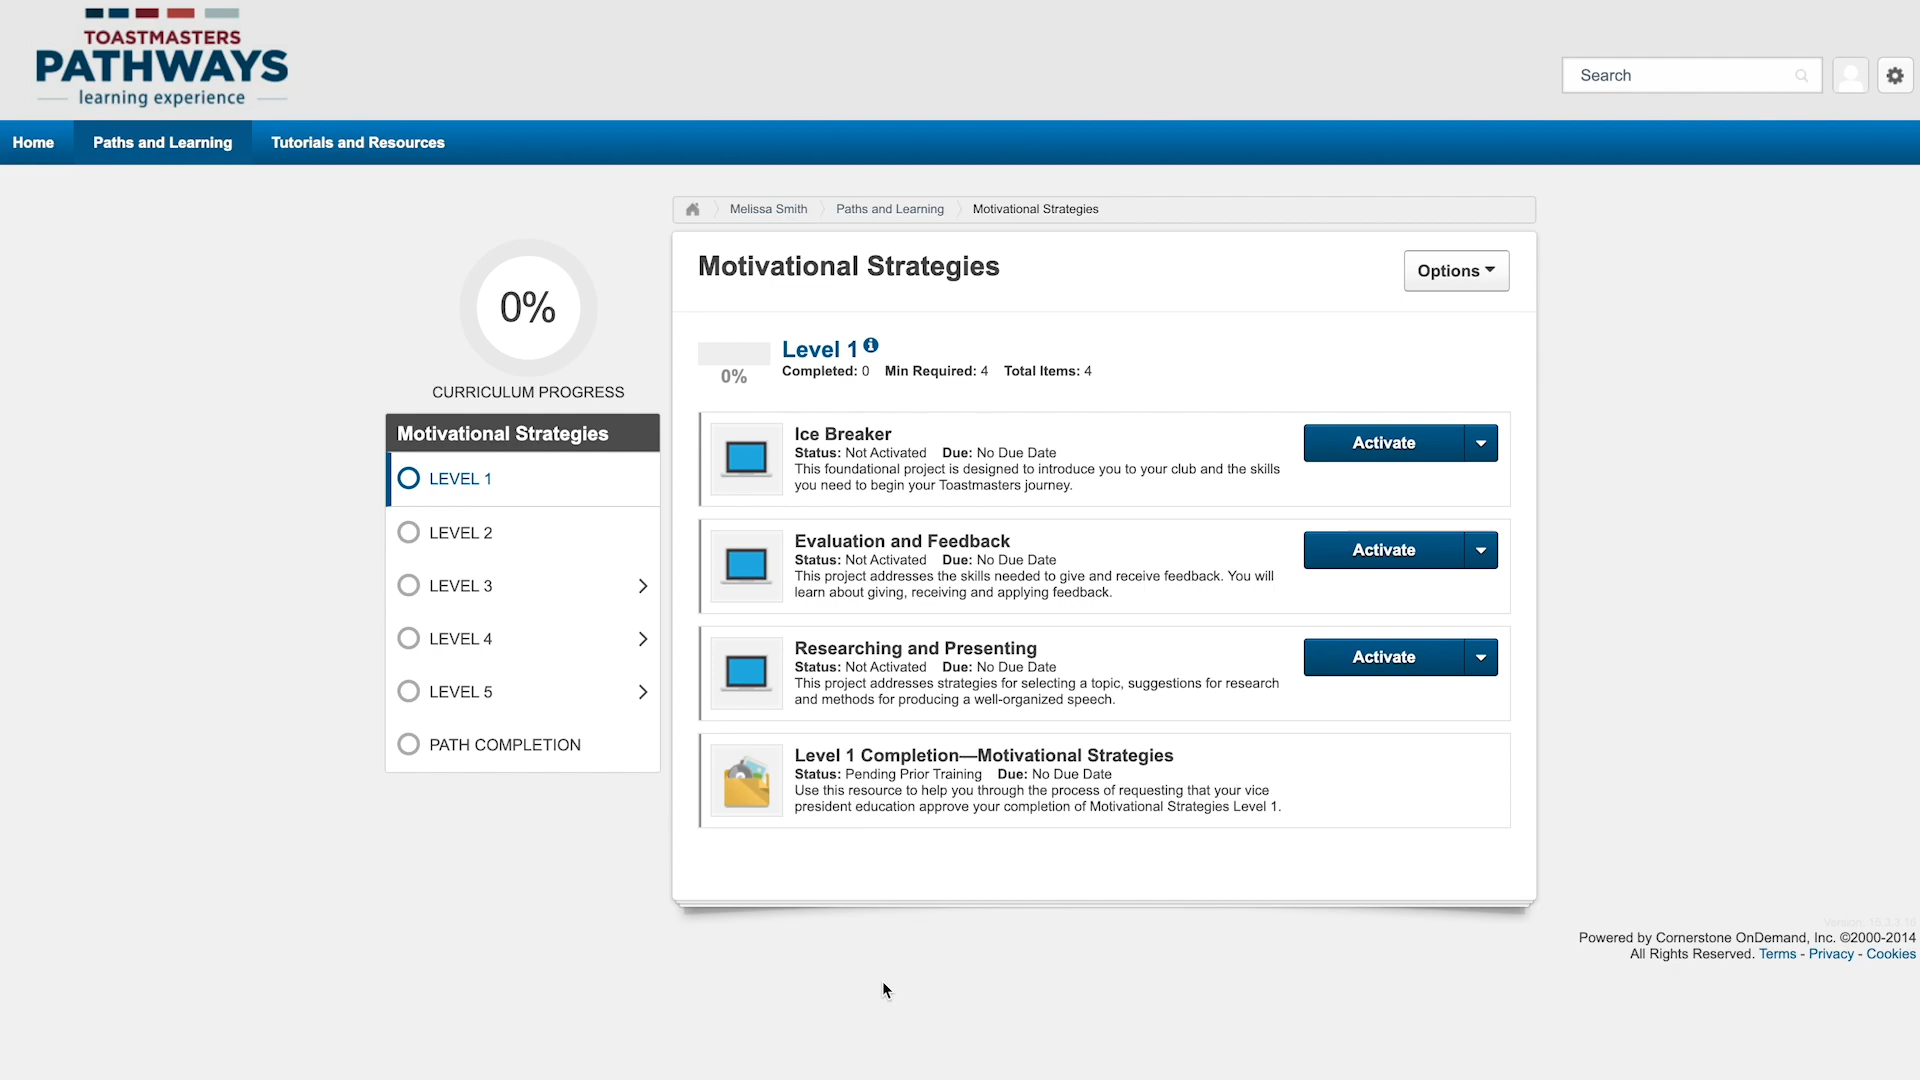 TOASTMASTERS
PATHWAYS
learning experience
Search
Home
Paths and Learning
Tutorials and Resources
Melissa Smith
Paths and Learning
Motivational Strategies
0%
CURRICULUM PROGRESS
Motivational Strategies
LEVEL 1
LEVEL 2
LEVEL 3
LEVEL 4
LEVEL 5
PATH COMPLETION
Motivational Strategies
Options
Level 1
0%
Completed: 0 Min Required: 4 Total Items: 4
Ice Breaker
Status: Not Activated Due: No Due Date
This foundational project is designed to introduce you to your club and the skills
you need to begin your Toastmasters journey.
Activate
Evaluation and Feedback
Status: Not Activated Due: No Due Date
This project addresses the skills needed to give and receive feedback. You will
learn about giving, receiving and applying feedback.
Activate
Researching and Presenting
Status: Not Activated Due: No Due Date
This project addresses strategies for selecting a topic, suggestions for research
and methods for producing a well-organized speech.
Activate
Level 1 Completion—Motivational Strategies
Status: Pending Prior Training Due: No Due Date
Use this resource to help you through the process of requesting that your vice
president education approve your completion of Motivational Strategies Level 1.
Powered by Cornerstone OnDemand, Inc. ©2000-2014
All Rights Reserved. Terms - Privacy - Cookies